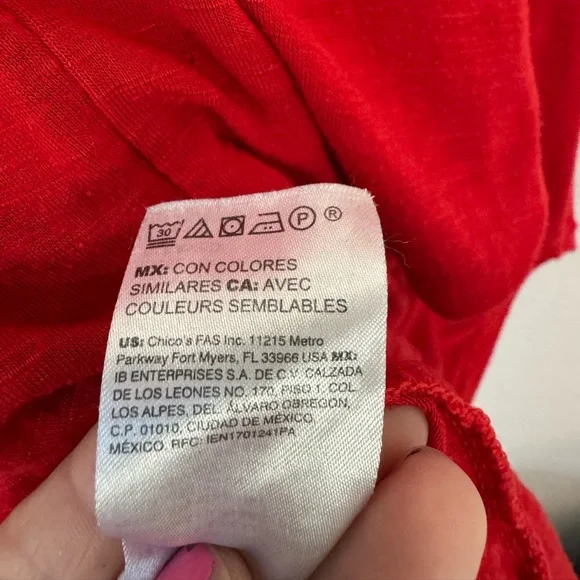 30 P ®
MX: CON COLORES
SIMILARES CA: AVEC
COULEURS SEMBLABLES
US: Chico's FAS Inc. 11215 Metro
Parkway Fort Myers, FL 33966 USA MX:
IB ENTERPRISES S.A. DE C.V. CALZADA
DE LOS LEONES NO. 170, PISO 1. COL.
LOS ALPES, DEL. ÁLVARO OBREGON,
C.P. 01010, CIUDAD DE MÉXICO,
MÉXICO. RFC: IEN1701241PA